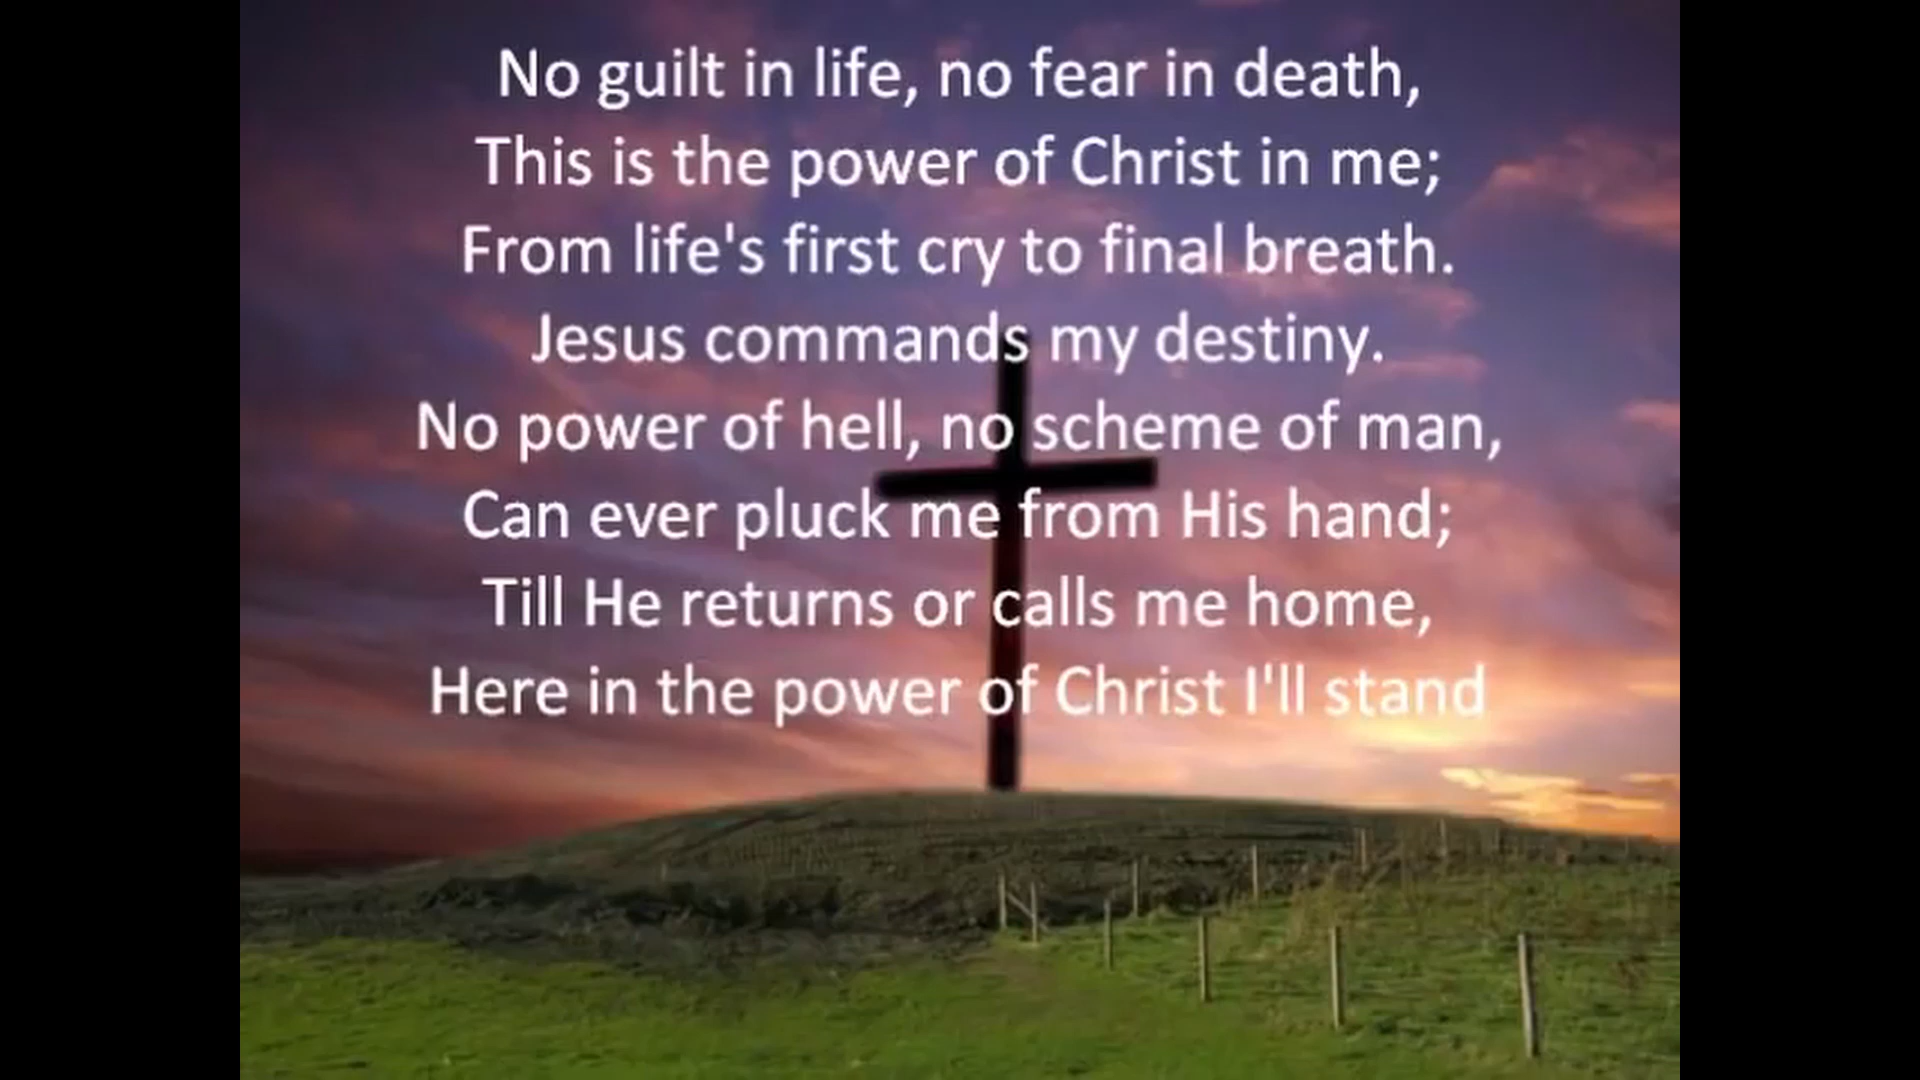 No guilt in life, no fear in death,
This is the power of Christ in me;
From life's first cry to final breath.
Jesus commands my destiny.
No power of hell, no scheme of man,
Can ever pluck me from His hand;
Till He returns or calls me home,
Here in the power of Christ I'll stand